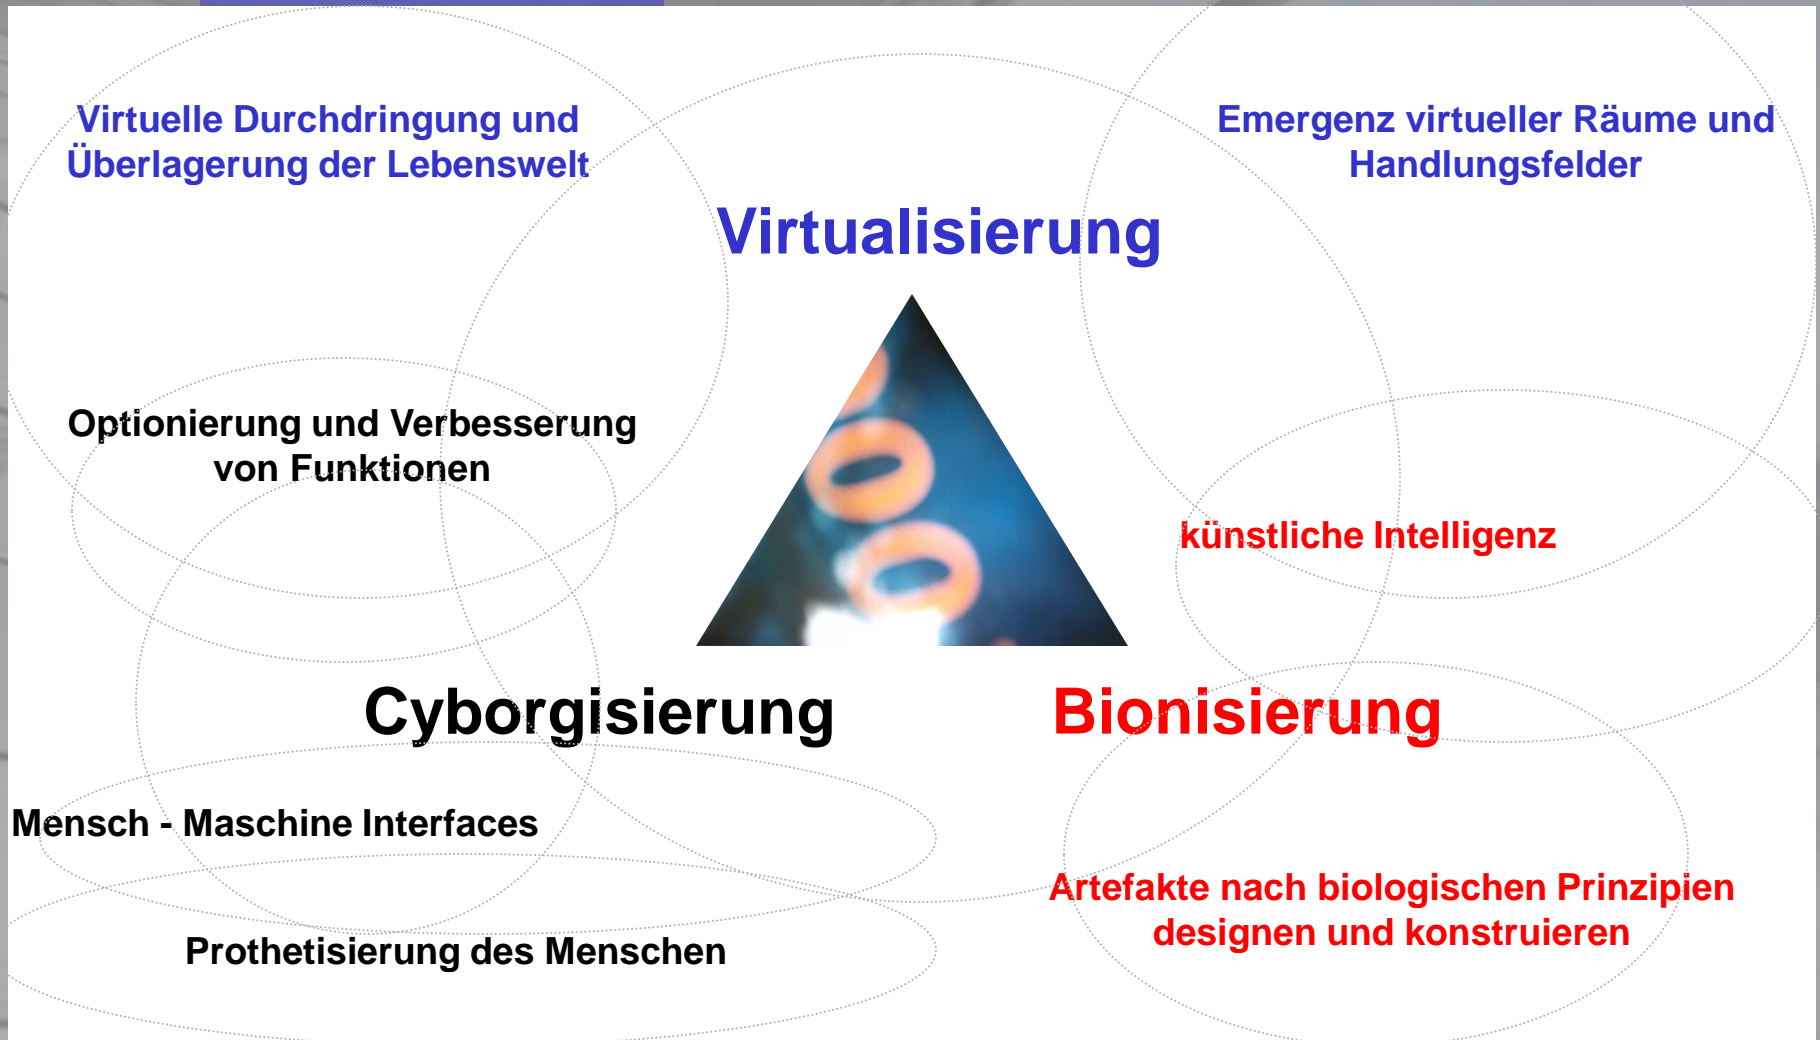 Virtuelle Durchdringung und
Überlagerung der Lebenswelt
Emergenz virtueller Räume und
Handlungsfelder
Virtualisierung
Optionierung und Verbesserung
von Funktionen
künstliche Intelligenz
Cyborgisierung
Bionisierung
Mensch - Maschine Interfaces
Artefakte nach biologischen Prinzipien
designen und konstruieren
Prothetisierung des Menschen